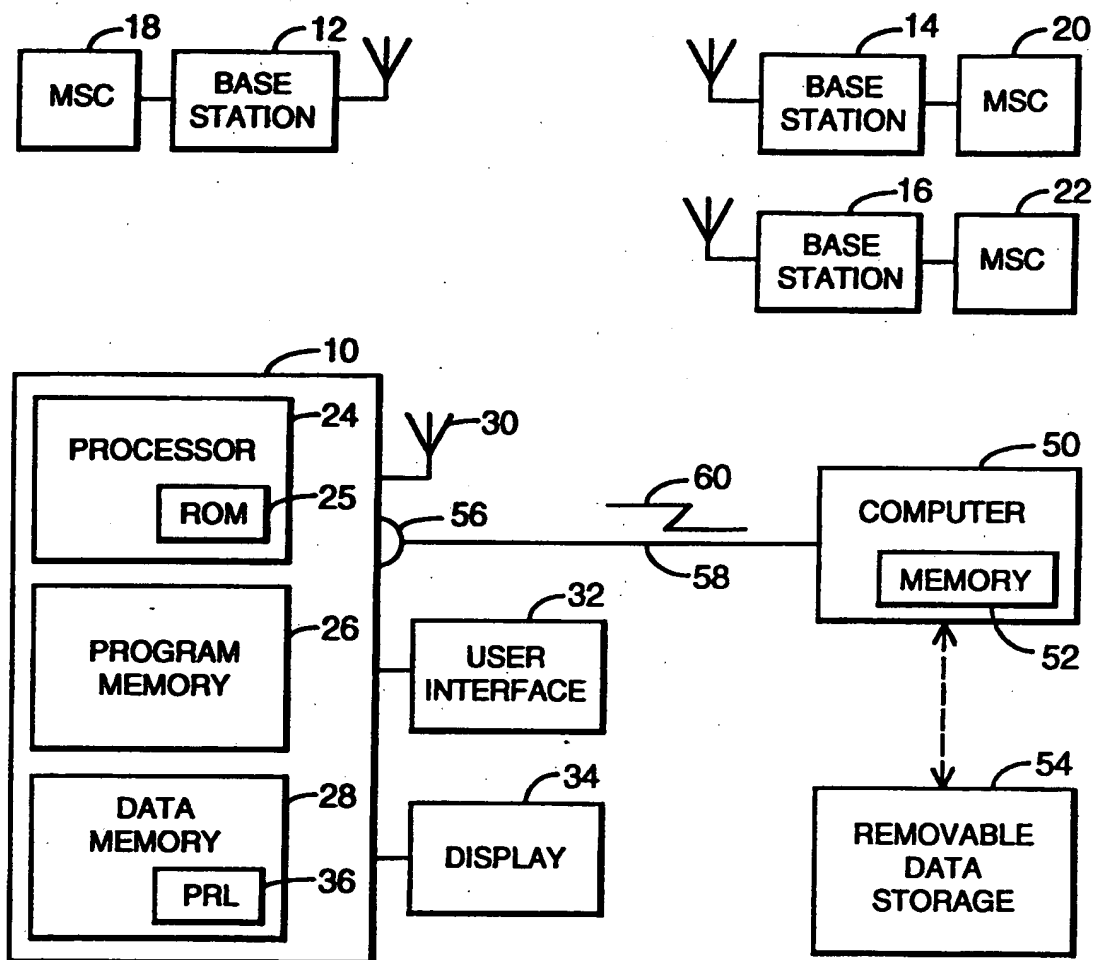 18
12
14
20
MSC
BASE
STATION
BASE
STATION
MSC
16
22
BASE
STATION
MSC
10
24
30
PROCESSOR
25
ROM
56
60
50
COMPUTER
58
MEMORY
52
26
PROGRAM
MEMORY
32
USER
INTERFACE
28
DATA
MEMORY
36
PRL
34
DISPLAY
54
REMOVABLE
DATA
STORAGE